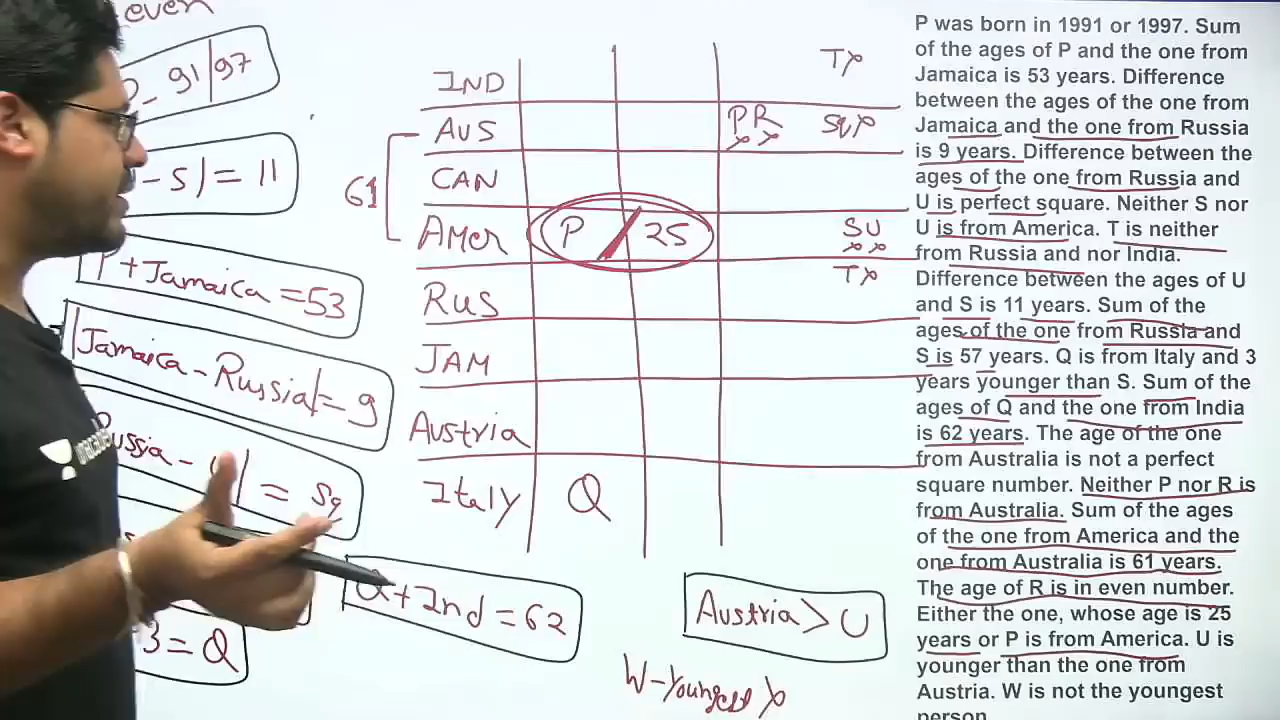 even
91/97
- S| = 11
P + Jamaica = 53
|Jamaica - Russia| = 9
Russia - U| = Sq
3 = Q
Q + Ind = 62
61
IND
AUS
CAN
Amer
RUS
JAM
Austria
Italy
P
25
Q
Tx
PR
x x
Sqx
SU
x x
Tx
Austria > U
W - Youngest x
unacademy
P was born in 1991 or 1997. Sum
of the ages of P and the one from
Jamaica is 53 years. Difference
between the ages of the one from
Jamaica and the one from Russia
is 9 years. Difference between the
ages of the one from Russia and
U is perfect square. Neither S nor
U is from America. T is neither
from Russia and nor India.
Difference between the ages of U
and S is 11 years. Sum of the
ages of the one from Russia and
S is 57 years. Q is from Italy and 3
years younger than S. Sum of the
ages of Q and the one from India
is 62 years. The age of the one
from Australia is not a perfect
square number. Neither P nor R is
from Australia. Sum of the ages
of the one from America and the
one from Australia is 61 years.
The age of R is in even number.
Either the one, whose age is 25
years or P is from America. U is
younger than the one from
Austria. W is not the youngest
person